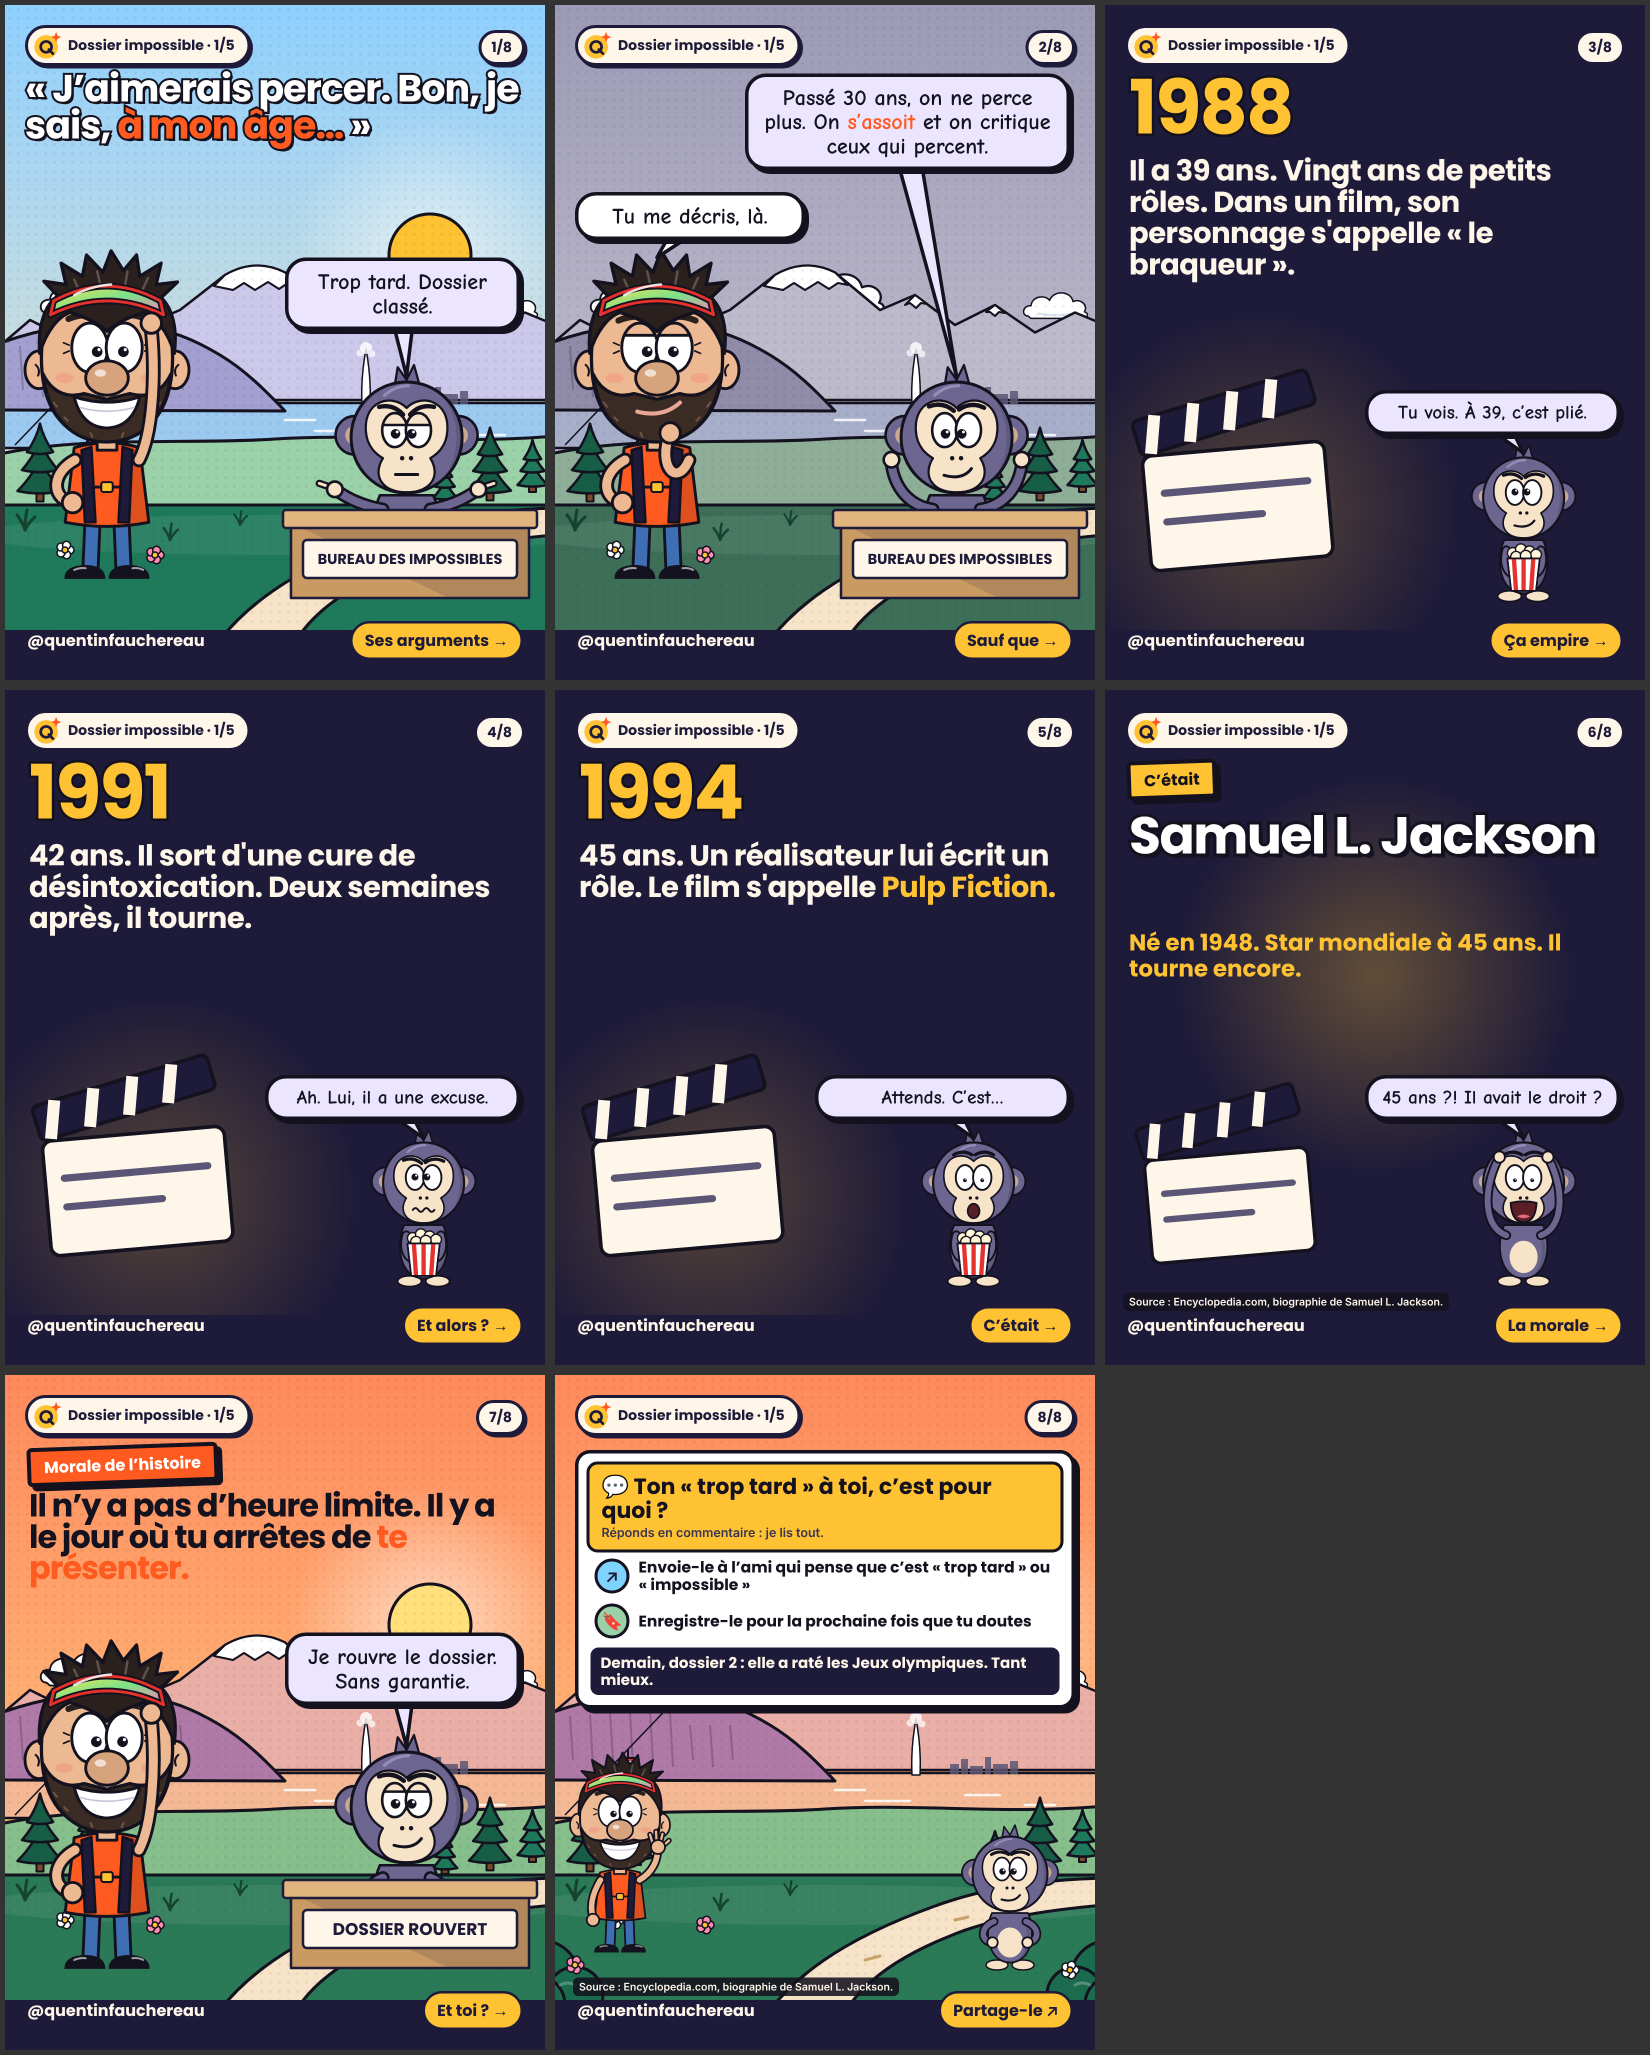 Dossier impossible · 1/5
1/8
« J’aimerais percer. Bon, je
sais, à mon âge... »
Trop tard. Dossier
classé.
BUREAU DES IMPOSSIBLES
@quentinfauchereau
Ses arguments →
Dossier impossible · 1/5
2/8
Passé 30 ans, on ne perce
plus. On s’assoit et on critique
ceux qui percent.
Tu me décris, là.
BUREAU DES IMPOSSIBLES
@quentinfauchereau
Sauf que →
Dossier impossible · 1/5
3/8
1988
Il a 39 ans. Vingt ans de petits
rôles. Dans un film, son
personnage s'appelle « le
braqueur ».
Tu vois. À 39, c’est plié.
@quentinfauchereau
Ça empire →
Dossier impossible · 1/5
4/8
1991
42 ans. Il sort d'une cure de
désintoxication. Deux semaines
après, il tourne.
Ah. Lui, il a une excuse.
@quentinfauchereau
Et alors ? →
Dossier impossible · 1/5
5/8
1994
45 ans. Un réalisateur lui écrit un
rôle. Le film s'appelle Pulp Fiction.
Attends. C’est...
@quentinfauchereau
C’était →
Dossier impossible · 1/5
6/8
C’était
Samuel L. Jackson
Né en 1948. Star mondiale à 45 ans. Il
tourne encore.
45 ans ?! Il avait le droit ?
Source : Encyclopedia.com, biographie de Samuel L. Jackson.
@quentinfauchereau
La morale →
Dossier impossible · 1/5
7/8
Morale de l’histoire
Il n’y a pas d’heure limite. Il y a
le jour où tu arrêtes de te
présenter.
Je rouvre le dossier.
Sans garantie.
DOSSIER ROUVERT
@quentinfauchereau
Et toi ? →
Dossier impossible · 1/5
8/8
💬 Ton « trop tard » à toi, c’est pour
quoi ?
Réponds en commentaire : je lis tout.
Envoie-le à l’ami qui pense que c’est « trop tard » ou
« impossible »
Enregistre-le pour la prochaine fois que tu doutes
Demain, dossier 2 : elle a raté les Jeux olympiques. Tant
mieux.
Source : Encyclopedia.com, biographie de Samuel L. Jackson.
@quentinfauchereau
Partage-le ↗